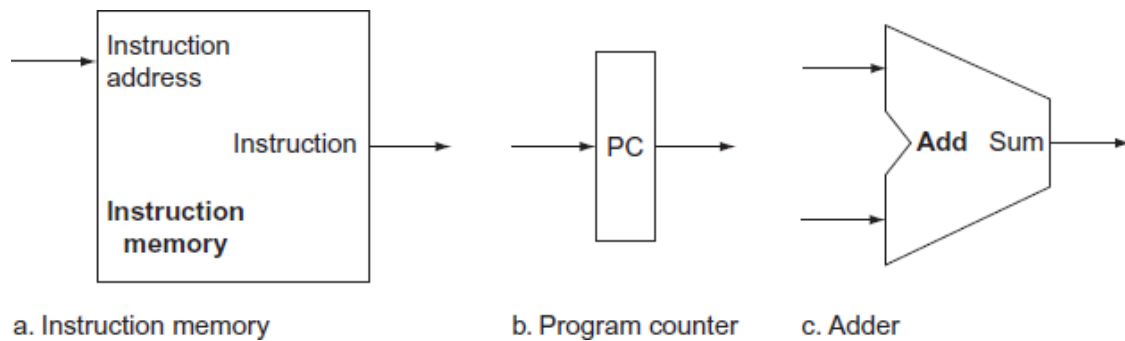 Instruction
address
Instruction
Instruction
memory
PC
Add Sum
a. Instruction memory
b. Program counter
c. Adder